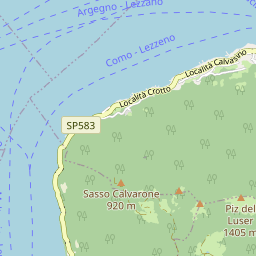 Argegno - Lezzano
Como - Lezzeno
Località Calvasino
Località Crotto
SP583
Sasso Calvarone
920 m
Piz del
Luser
1405 m